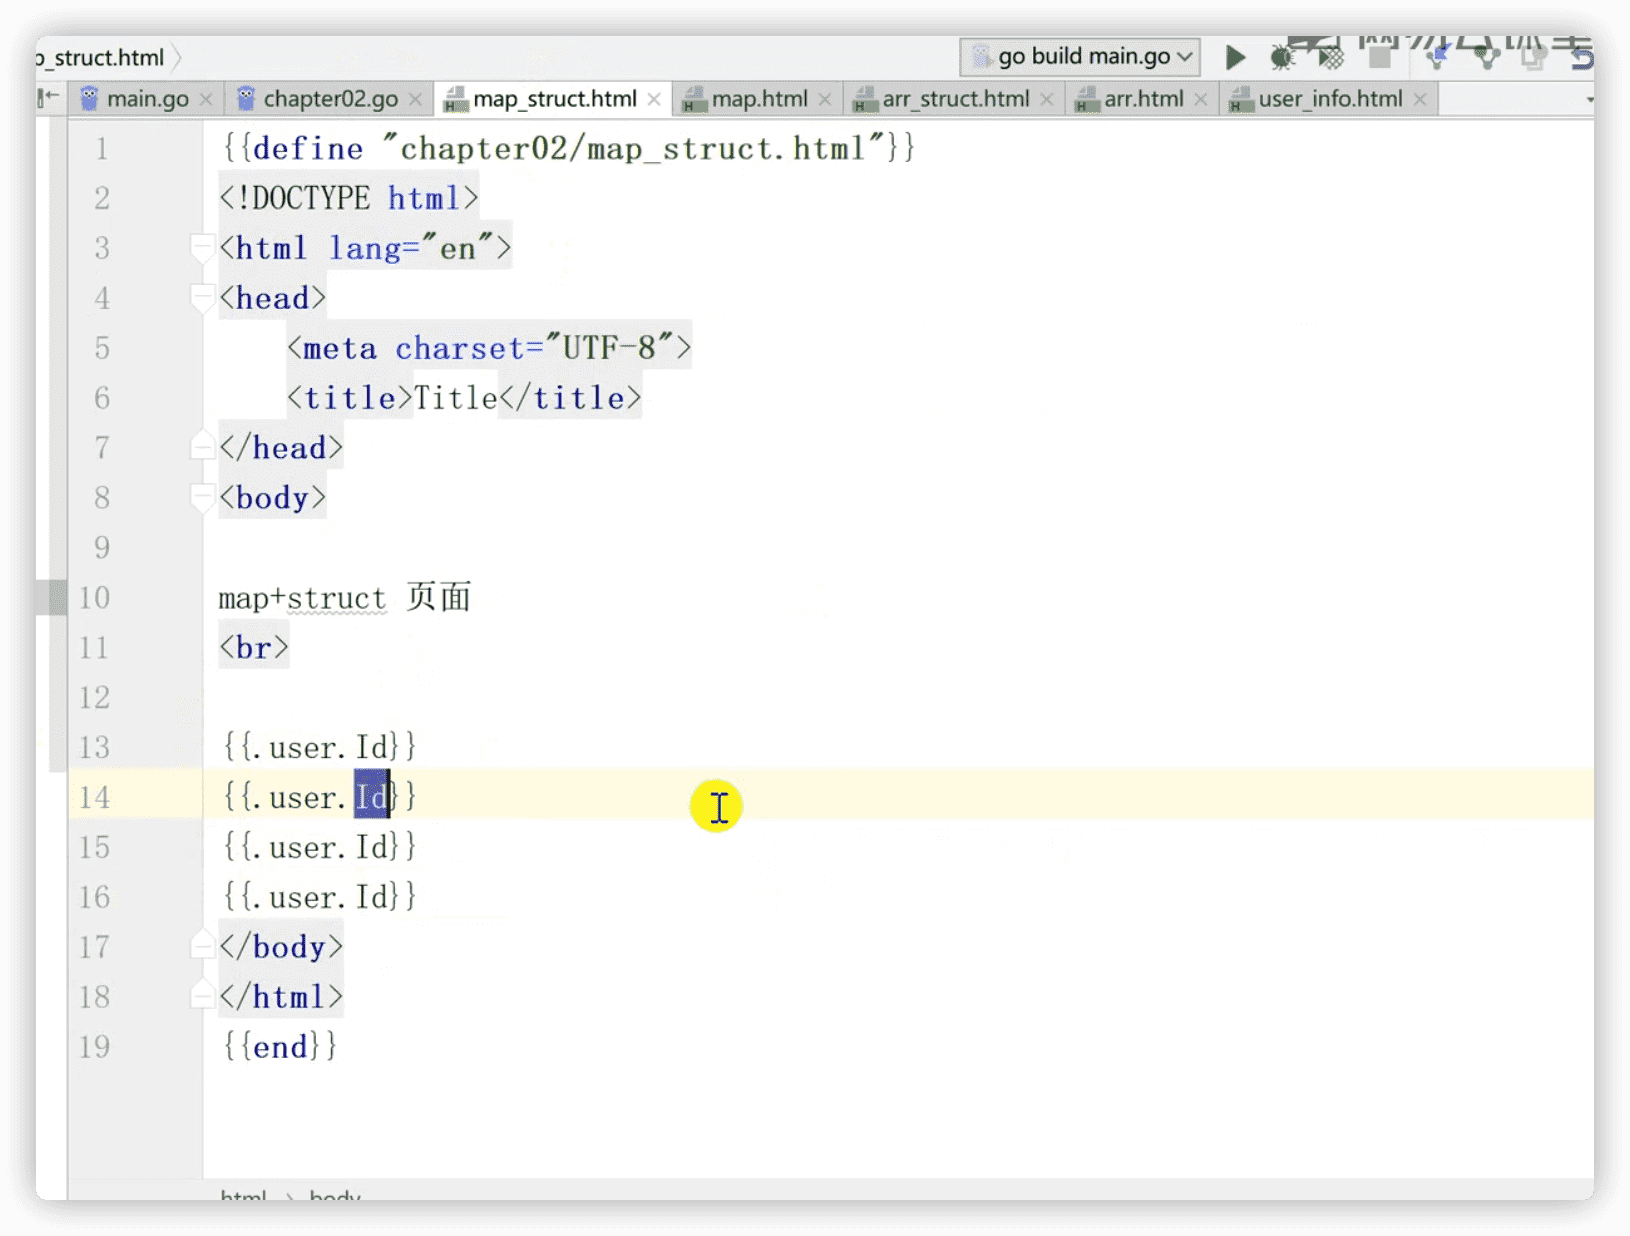 p_struct.html
go build main.go
main.go
chapter02.go
map_struct.html
map.html
arr_struct.html
arr.html
user_info.html
1 {{define "chapter02/map_struct.html"}}
2 <!DOCTYPE html>
3 <html lang="en">
4 <head>
5 <meta charset="UTF-8">
6 <title>Title</title>
7 </head>
8 <body>
9
10 map+struct 页面
11 <br>
12
13 {{.user.Id}}
14 {{.user.Id}}
15 {{.user.Id}}
16 {{.user.Id}}
17 </body>
18 </html>
19 {{end}}
html > body